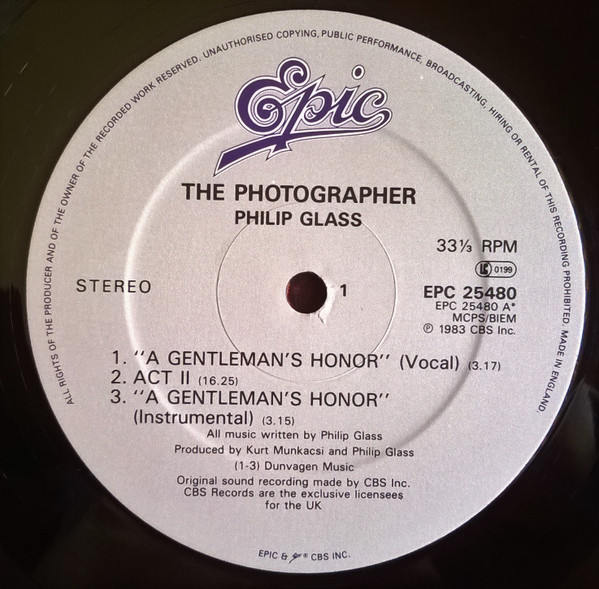 ALL RIGHTS OF THE PRODUCER AND OF THE OWNER OF THE RECORDED WORK RESERVED. UNAUTHORISED COPYING, PUBLIC PERFORMANCE, BROADCASTING, HIRING OR RENTAL OF THIS RECORDING PROHIBITED. MADE IN ENGLAND.
Epic
THE PHOTOGRAPHER
PHILIP GLASS
33⅓ RPM
K 0199
STEREO
1
EPC 25480
EPC 25480 A*
MCPS/BIEM
℗ 1983 CBS Inc.
1. "A GENTLEMAN'S HONOR" (Vocal) (3.17)
2. ACT II (16.25)
3. "A GENTLEMAN'S HONOR"
(Instrumental) (3.15)
All music written by Philip Glass
Produced by Kurt Munkacsi and Philip Glass
(1-3) Dunvagen Music
Original sound recording made by CBS Inc.
CBS Records are the exclusive licensees
for the UK
EPIC & ® CBS INC.